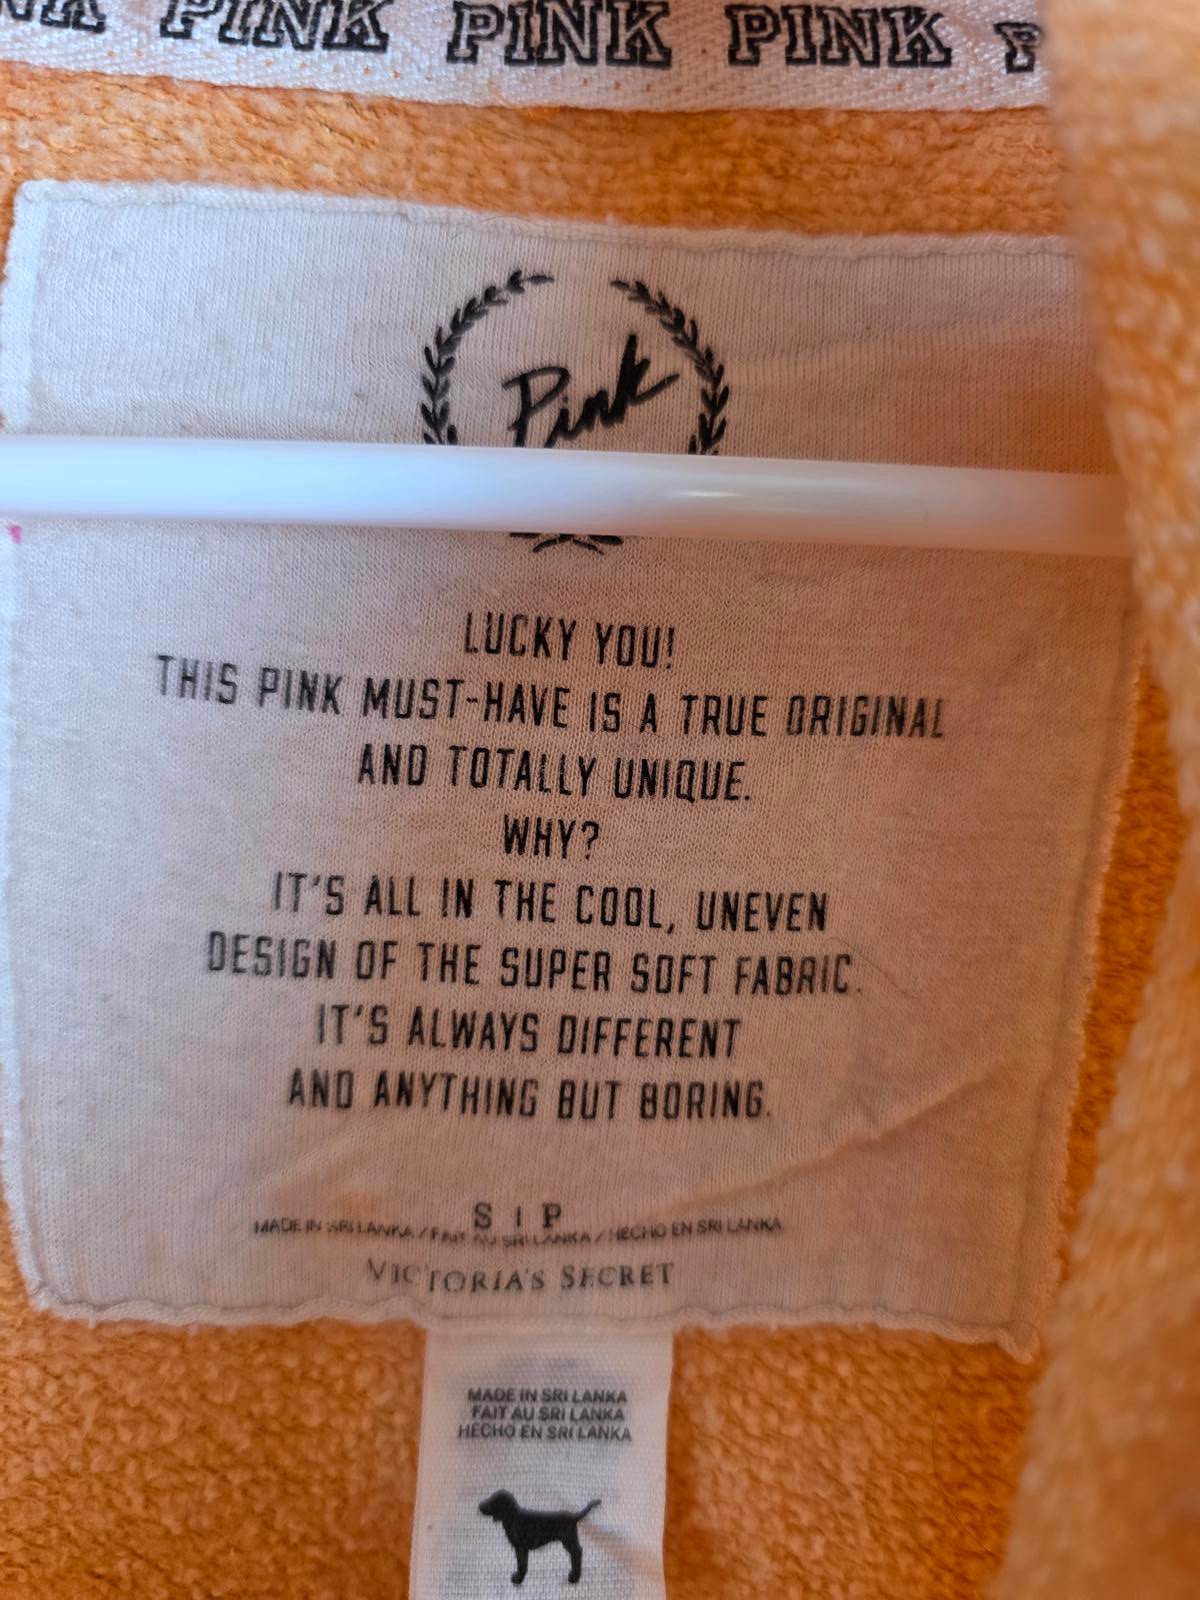 PINK PINK PINK
Pink
LUCKY YOU!
THIS PINK MUST-HAVE IS A TRUE ORIGINAL
AND TOTALLY UNIQUE.
WHY?
IT'S ALL IN THE COOL, UNEVEN
DESIGN OF THE SUPER SOFT FABRIC.
IT'S ALWAYS DIFFERENT
AND ANYTHING BUT BORING.
S | P
MADE IN SRI LANKA / FAIT AU SRI LANKA / HECHO EN SRI LANKA
VICTORIA'S SECRET
MADE IN SRI LANKA
FAIT AU SRI LANKA
HECHO EN SRI LANKA